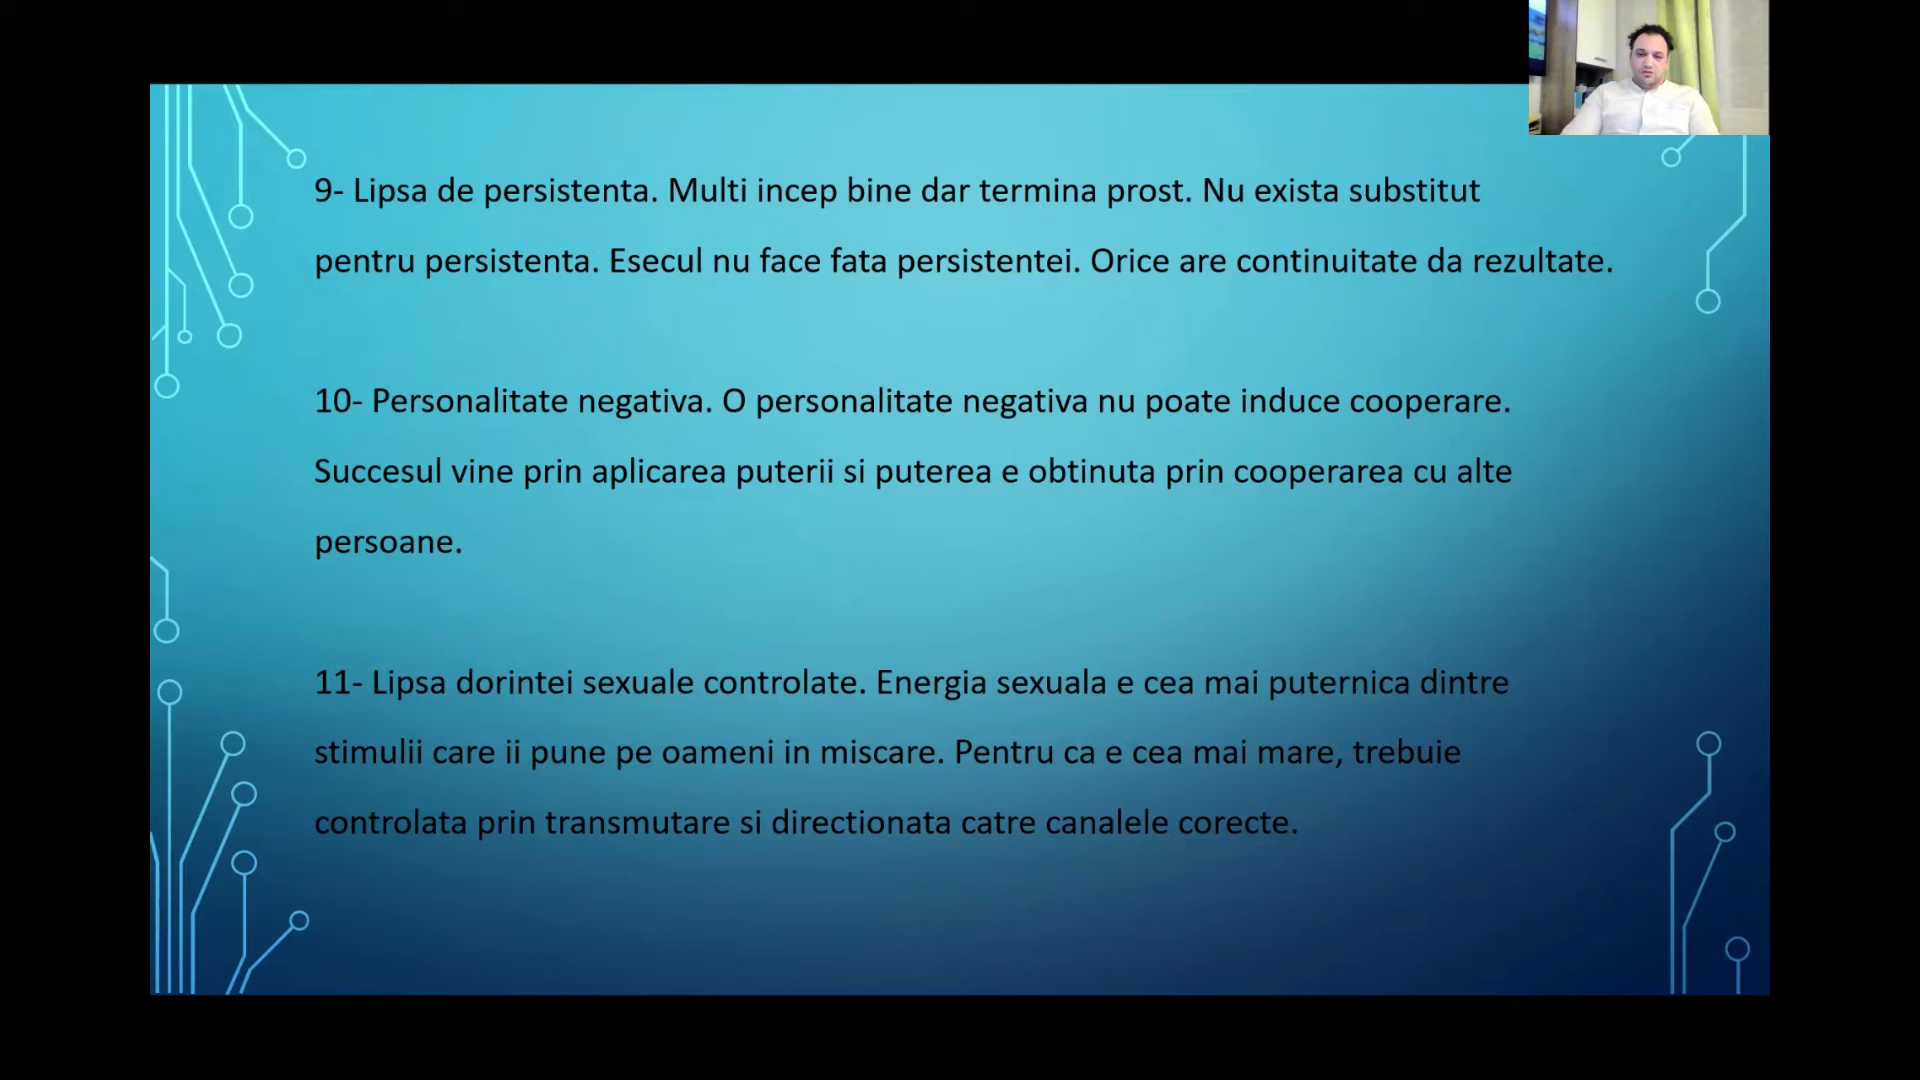 9- Lipsa de persistenta. Multi incep bine dar termina prost. Nu exista substitut
pentru persistenta. Esecul nu face fata persistentei. Orice are continuitate da rezultate.
10- Personalitate negativa. O personalitate negativa nu poate induce cooperare.
Succesul vine prin aplicarea puterii si puterea e obtinuta prin cooperarea cu alte
persoane.
11- Lipsa dorintei sexuale controlate. Energia sexuala e cea mai puternica dintre
stimulii care ii pune pe oameni in miscare. Pentru ca e cea mai mare, trebuie
controlata prin transmutare si directionata catre canalele corecte.